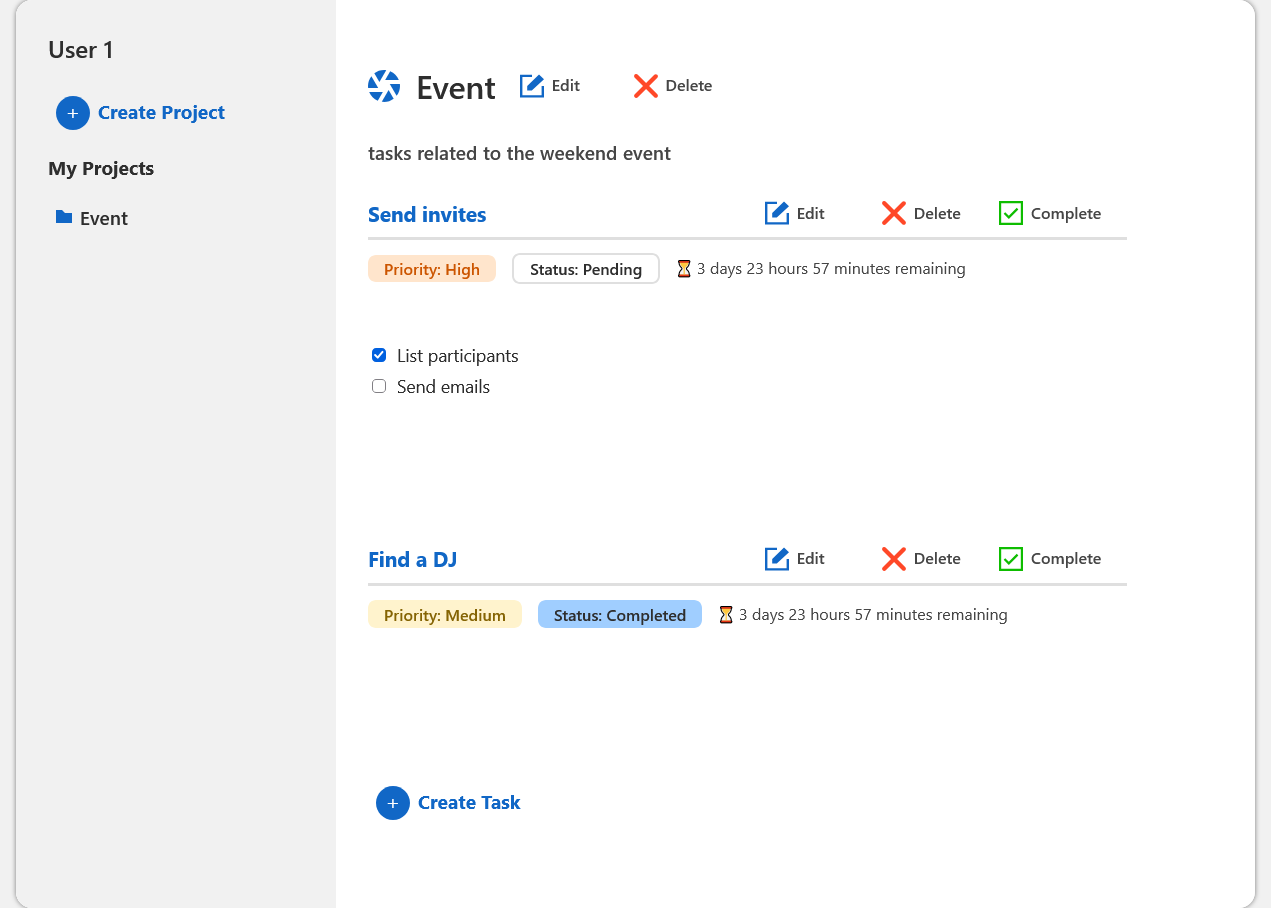 User 1
+ Create Project
My Projects
Event
Event Edit Delete
tasks related to the weekend event
Send invites Edit Delete Complete
Priority: High Status: Pending ⌛ 3 days 23 hours 57 minutes remaining
List participants
Send emails
Find a DJ Edit Delete Complete
Priority: Medium Status: Completed ⌛ 3 days 23 hours 57 minutes remaining
+ Create Task